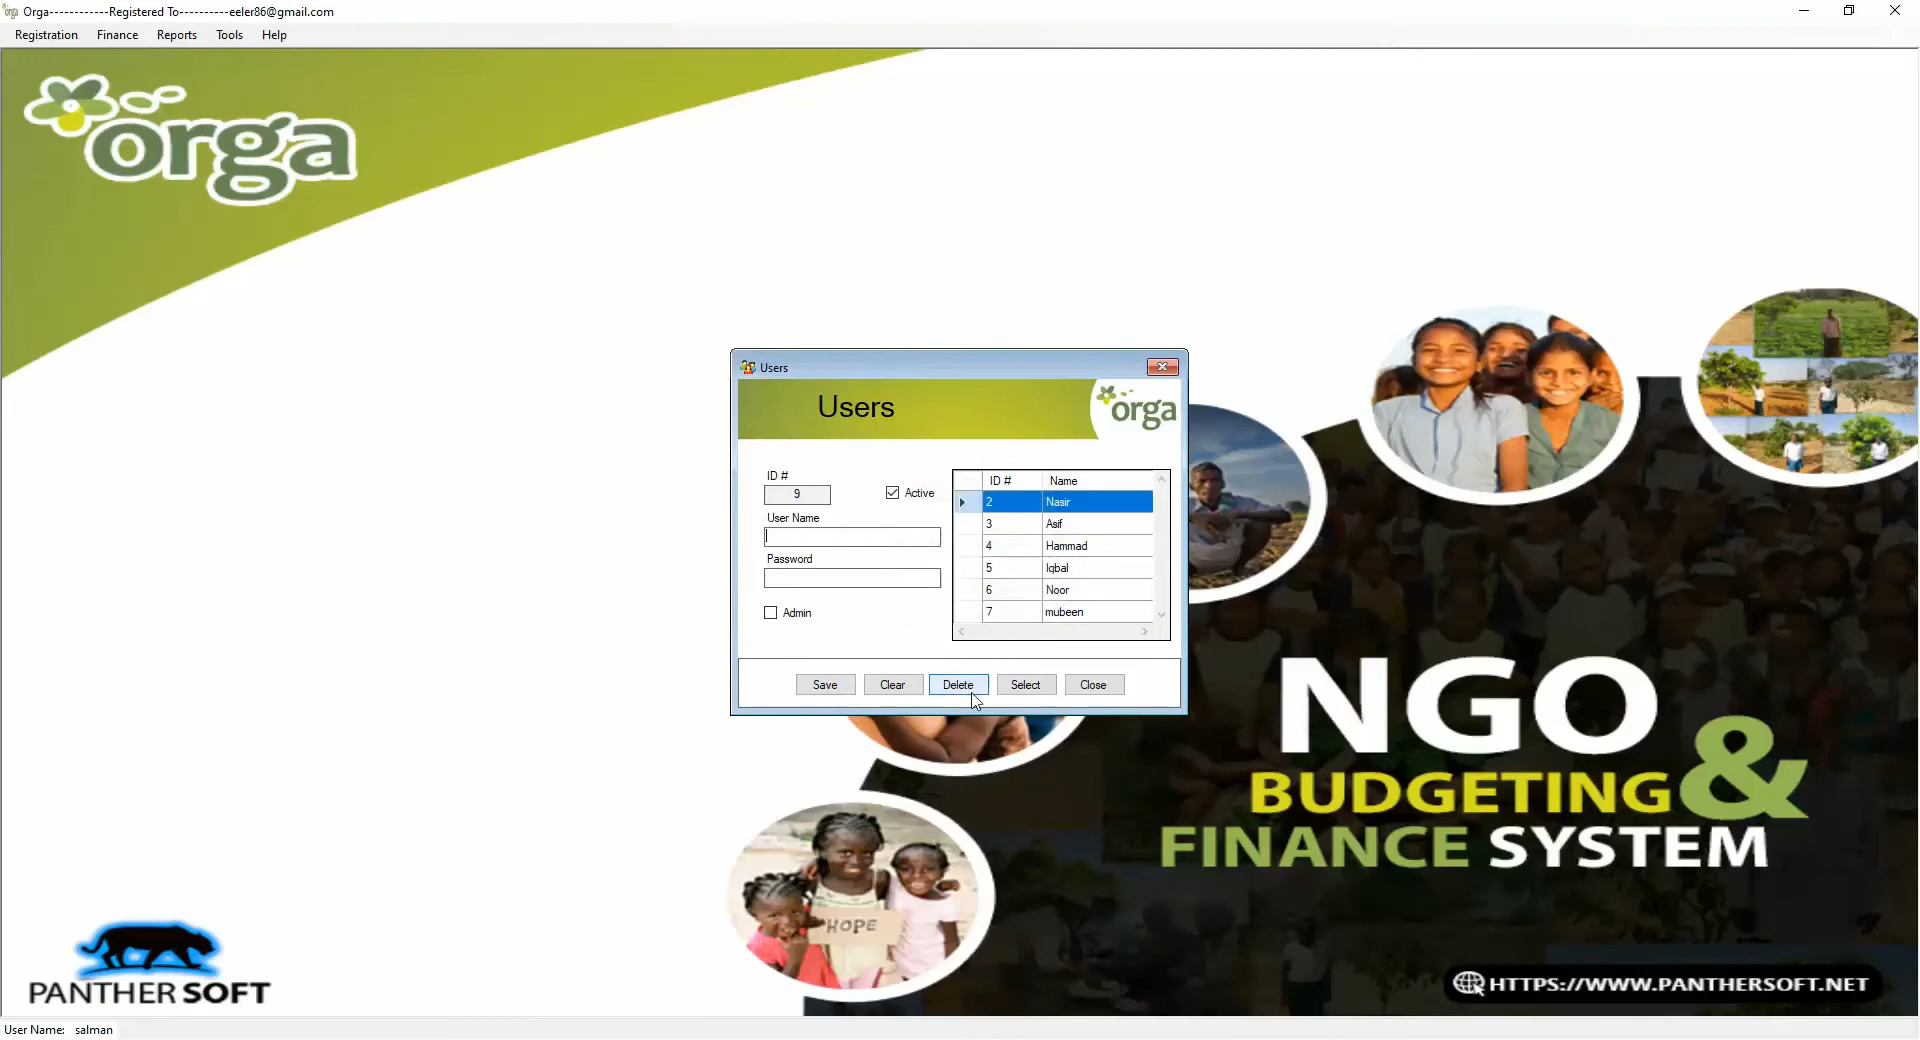 Orga------------Registered To----------eeler86@gmail.com
Registration Finance Reports Tools Help
orga
Users
Users
orga
ID #
9
Active
User Name
Password
Admin
ID # Name
2 Nasir
3 Asif
4 Hammad
5 Iqbal
6 Noor
7 mubeen
Save Clear Delete Select Close
NGO
BUDGETING &
FINANCE SYSTEM
HOPE
PANTHER SOFT
HTTPS://WWW.PANTHERSOFT.NET
User Name: salman